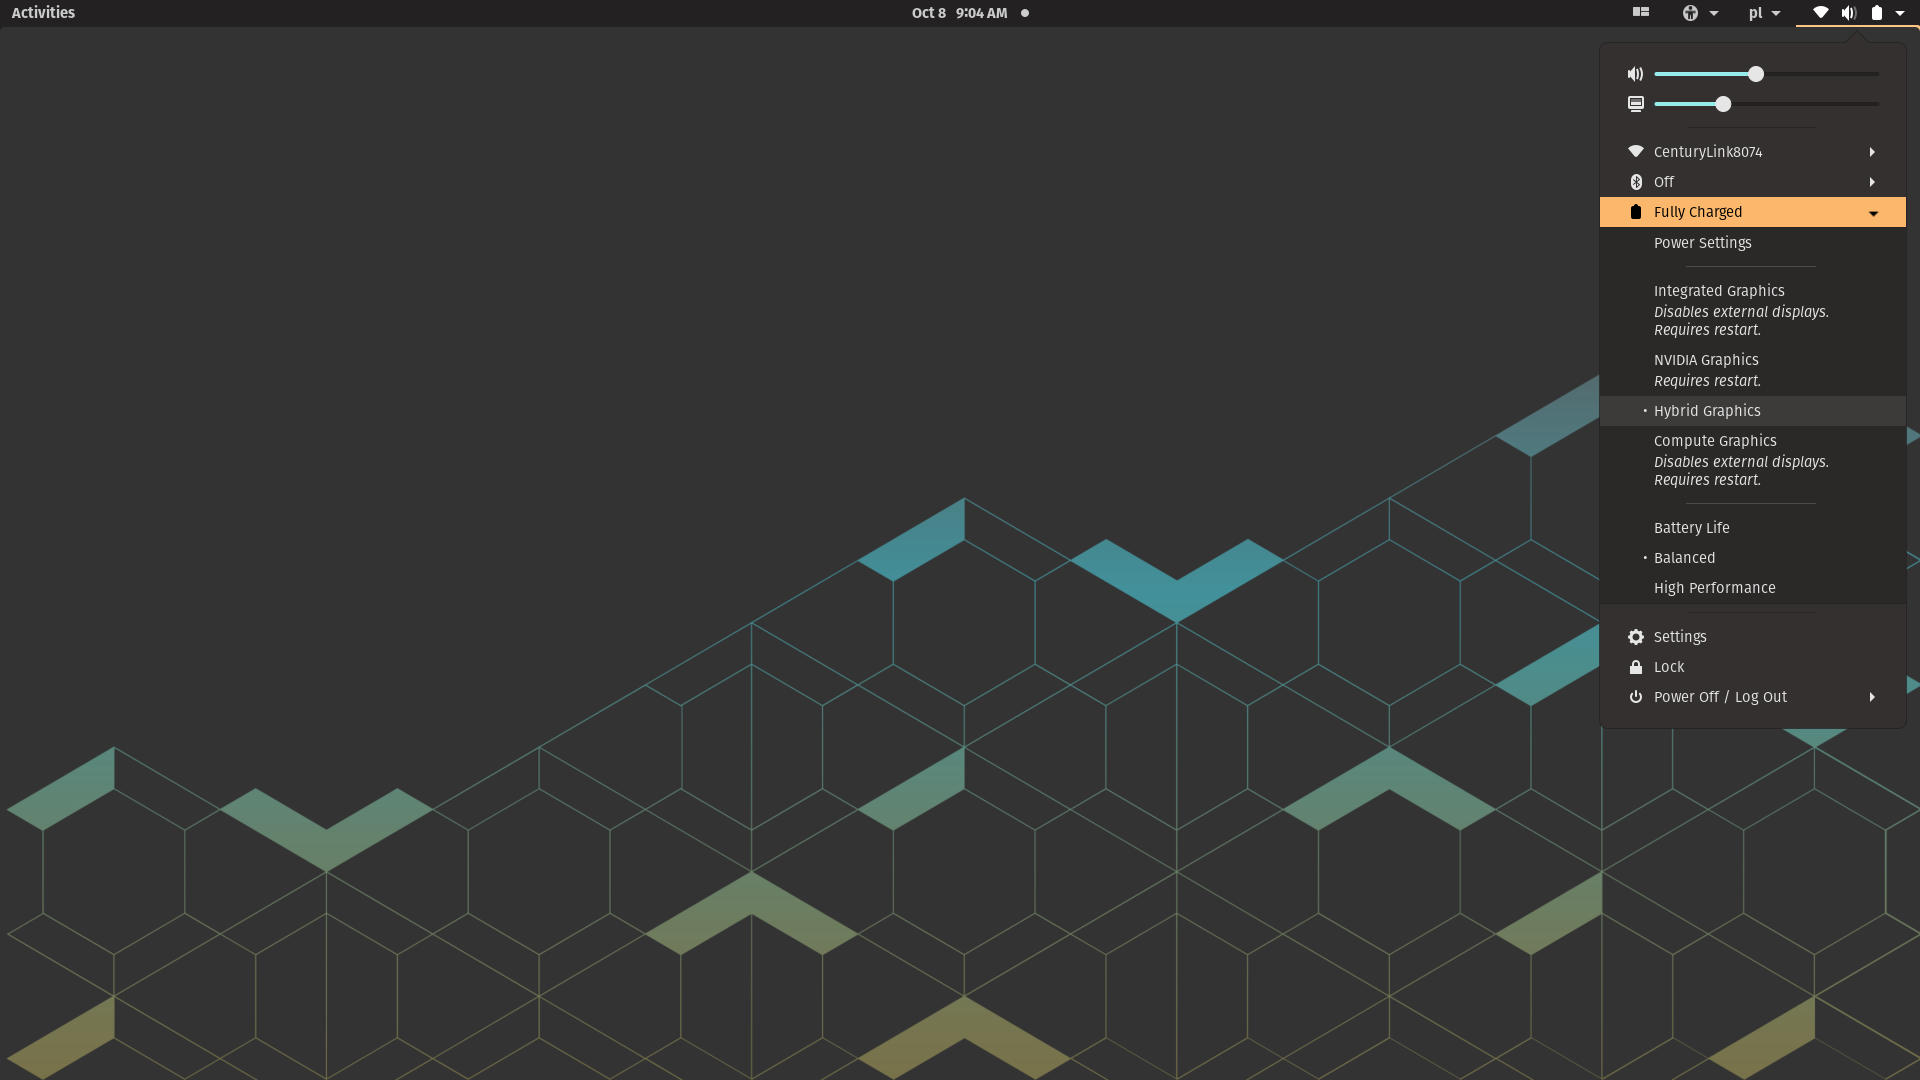 Activities
Oct 8 9:04 AM
pl
CenturyLink8074
Off
Fully Charged
Power Settings
Integrated Graphics
Disables external displays.
Requires restart.
NVIDIA Graphics
Requires restart.
• Hybrid Graphics
Compute Graphics
Disables external displays.
Requires restart.
Battery Life
• Balanced
High Performance
Settings
Lock
Power Off / Log Out